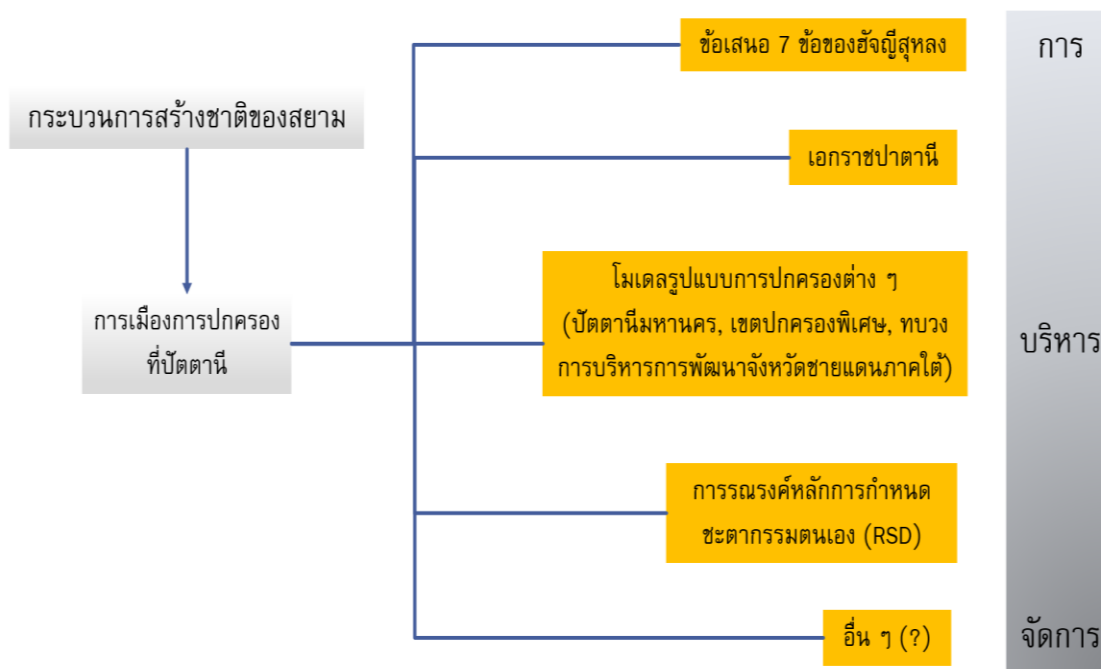 ข้อเสนอ 7 ข้อของฮัจญีสุหลง
การ
กระบวนการสร้างชาติของสยาม
เอกราชปาตานี
โมเดลรูปแบบการปกครองต่าง ๆ
(ปัตตานีมหานคร, เขตปกครองพิเศษ, ทบวง
การบริหารการพัฒนาจังหวัดชายแดนภาคใต้)
การเมืองการปกครอง
ที่ปัตตานี
บริหาร
การรณรงค์หลักการกำหนด
ชะตากรรมตนเอง (RSD)
อื่น ๆ (?)
จัดการ